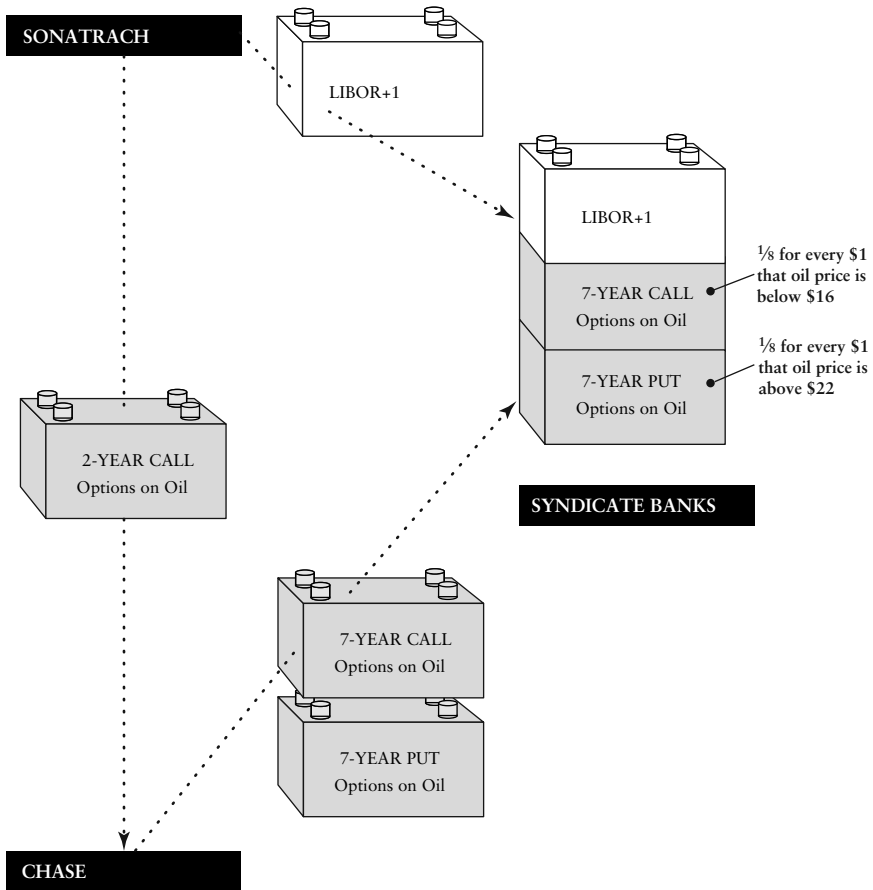 SONATRACH
LIBOR+1
LIBOR+1
⅛ for every $1
that oil price is
below $16
7-YEAR CALL
Options on Oil
⅛ for every $1
that oil price is
above $22
7-YEAR PUT
Options on Oil
2-YEAR CALL
Options on Oil
SYNDICATE BANKS
7-YEAR CALL
Options on Oil
7-YEAR PUT
Options on Oil
CHASE